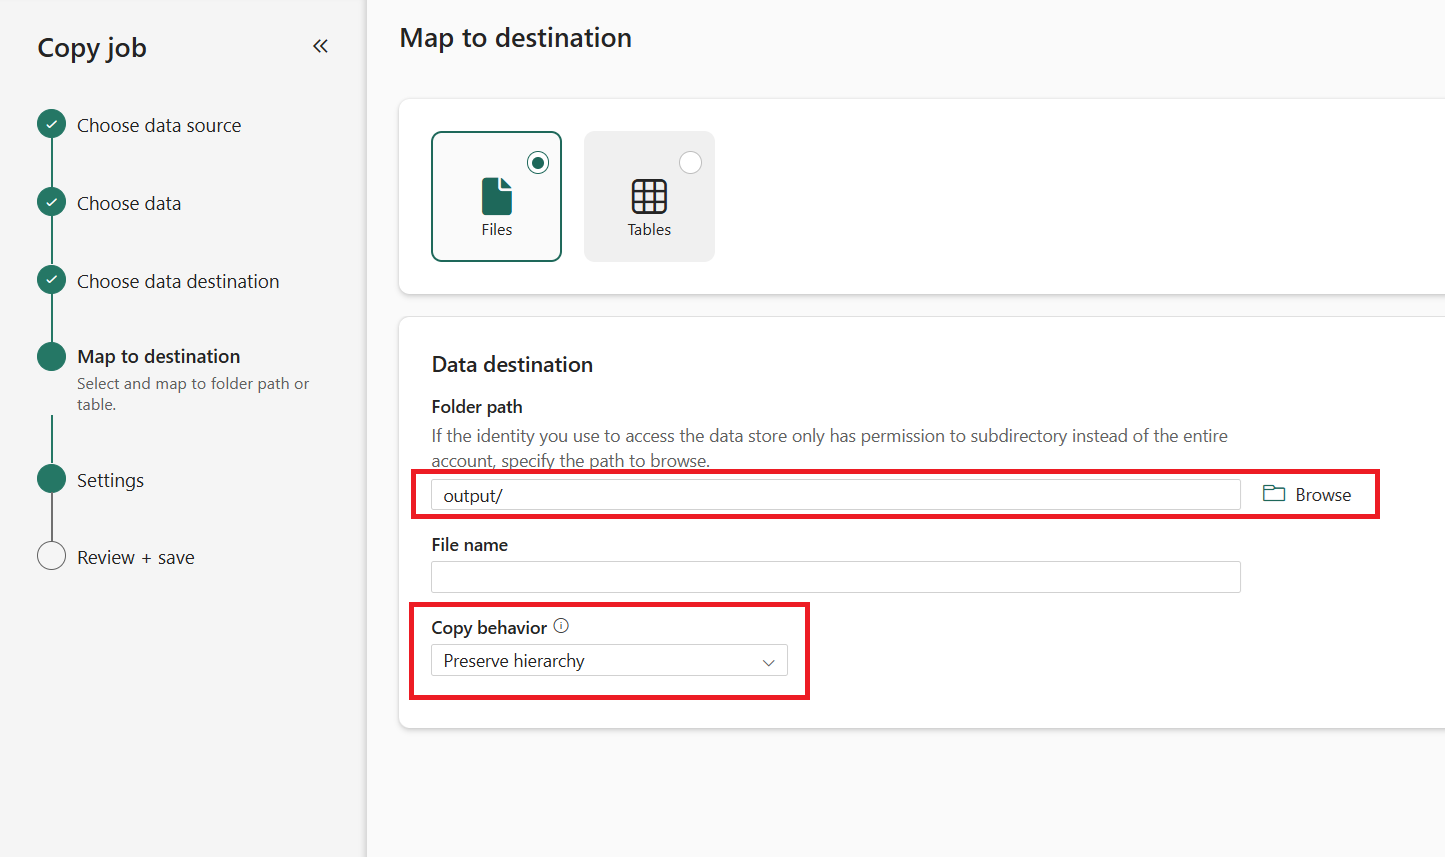 Copy job
Choose data source
Choose data
Choose data destination
Map to destination
Select and map to folder path or
table.
Settings
Review + save
Map to destination
Files
Tables
Data destination
Folder path
If the identity you use to access the data store only has permission to subdirectory instead of the entire
account, specify the path to browse.
output/
Browse
File name
Copy behavior
Preserve hierarchy